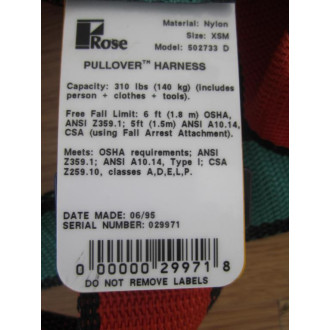 Rose
Material: Nylon
Size: XSM
Model: 502733 D
PULLOVER™ HARNESS
Capacity: 310 lbs (140 kg) (includes
person + clothes + tools).
Free Fall Limit: 6 ft (1.8 m) OSHA,
ANSI Z359.1; 5ft (1.5m) ANSI A10.14,
CSA (using Fall Arrest Attachment).
Meets: OSHA requirements; ANSI
Z359.1; ANSI A10.14, Type I; CSA
Z259.10, classes A,D,E,L,P.
DATE MADE: 06/95
SERIAL NUMBER: 029971
0 00000 29971 8
DO NOT REMOVE LABELS